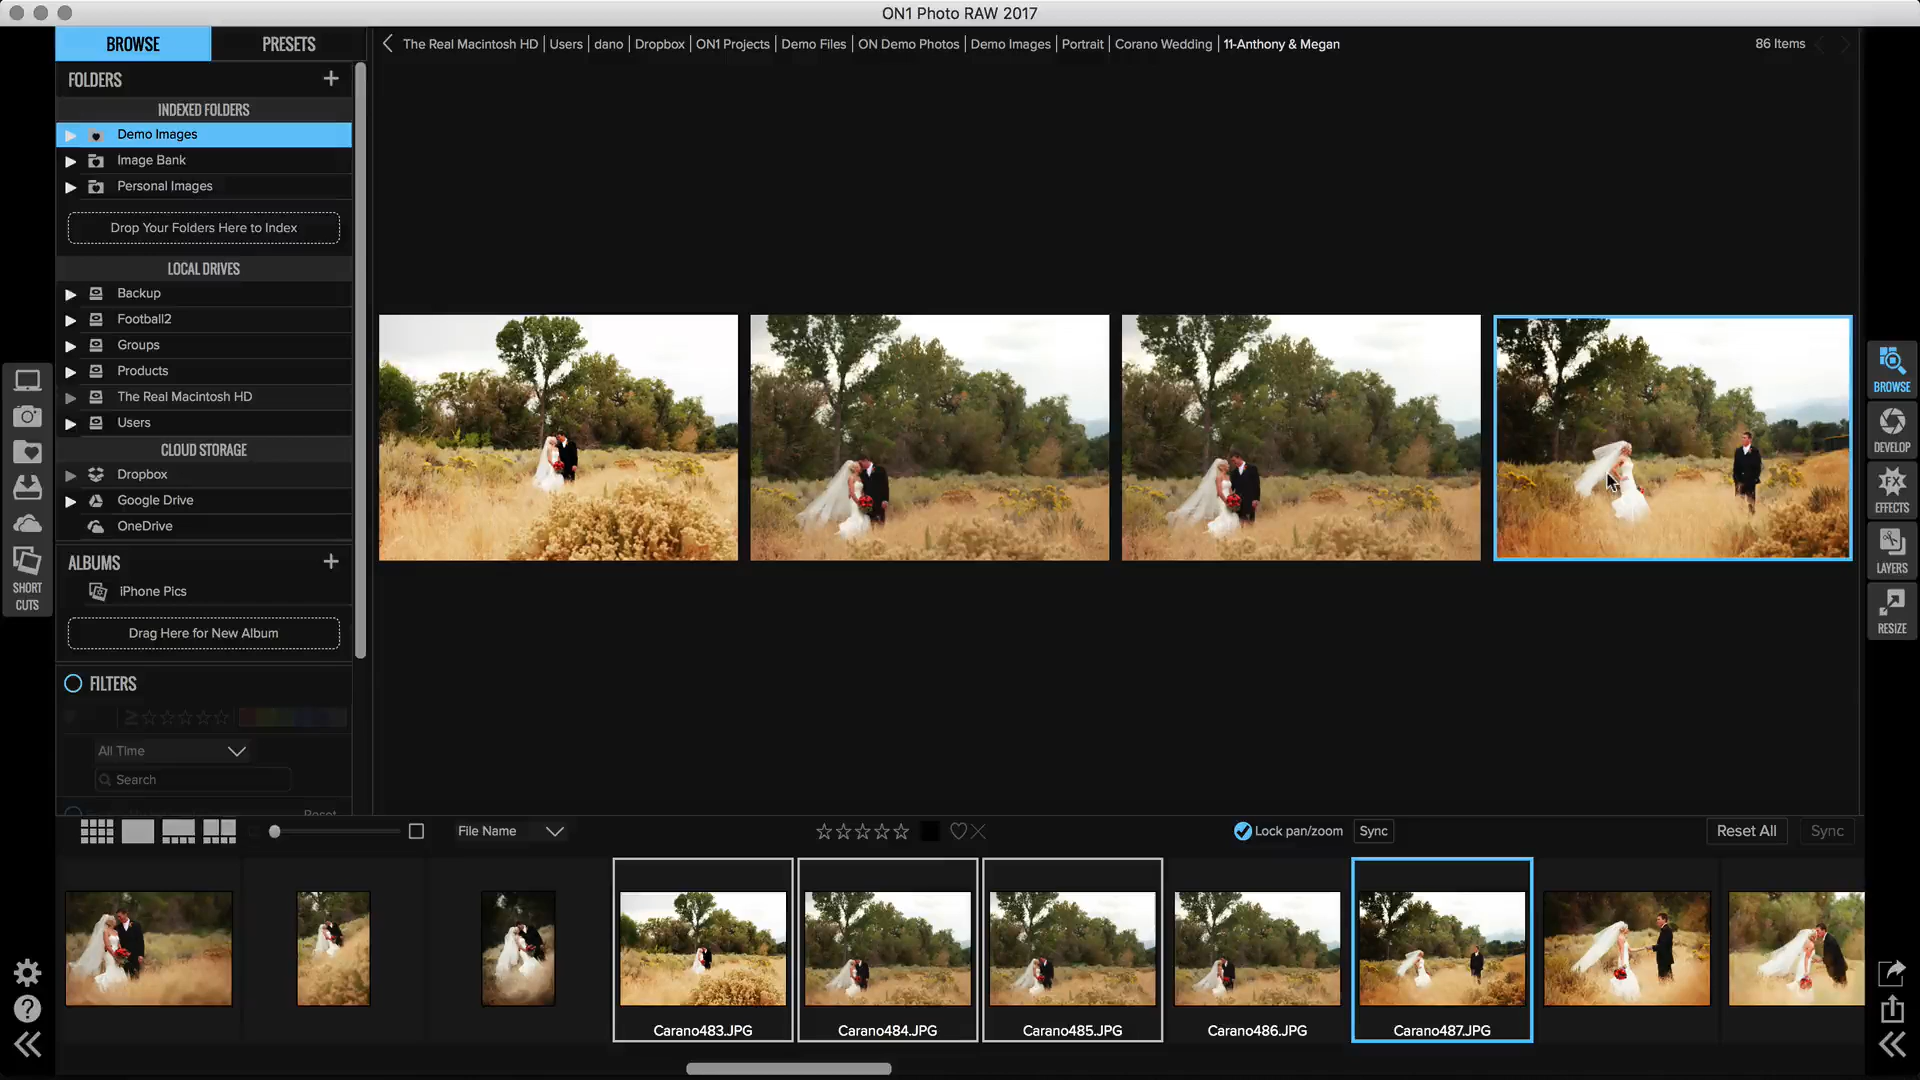 ON1 Photo RAW 2017
BROWSE
PRESETS
The Real Macintosh HD | Users | dano | Dropbox | ON1 Projects | Demo Files | ON Demo Photos | Demo Images | Portrait | Corano Wedding | 11-Anthony & Megan
86 Items
FOLDERS
INDEXED FOLDERS
Demo Images
Image Bank
Personal Images
Drop Your Folders Here to Index
LOCAL DRIVES
Backup
Football2
Groups
Products
The Real Macintosh HD
Users
CLOUD STORAGE
Dropbox
Google Drive
OneDrive
ALBUMS
iPhone Pics
Drag Here for New Album
FILTERS
All Time
Search
Reset
SHORT
CUTS
BROWSE
DEVELOP
FX
EFFECTS
LAYERS
RESIZE
File Name
Lock pan/zoom
Sync
Reset All
Sync
Carano483.JPG
Carano484.JPG
Carano485.JPG
Carano486.JPG
Carano487.JPG